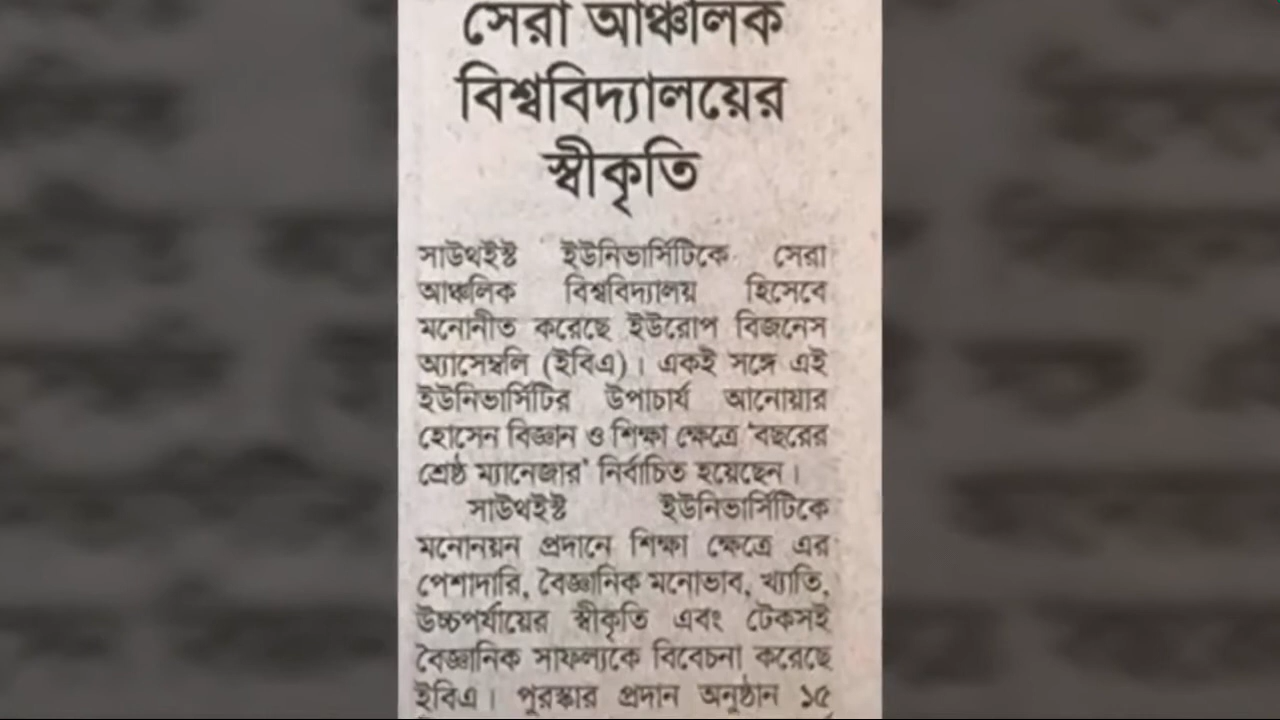 সেরা আঞ্চলিক
বিশ্ববিদ্যালয়ের
স্বীকৃতি
সাউথইস্ট ইউনিভার্সিটিকে সেরা
আঞ্চলিক বিশ্ববিদ্যালয় হিসেবে
মনোনীত করেছে ইউরোপ বিজনেস
অ্যাসেম্বলি (ইবিএ)। একই সঙ্গে এই
ইউনিভার্সিটির উপাচার্য আনোয়ার
হোসেন বিজ্ঞান ও শিক্ষা ক্ষেত্রে ‘বছরের
শ্রেষ্ঠ ম্যানেজার’ নির্বাচিত হয়েছেন।
সাউথইস্ট ইউনিভার্সিটিকে
মনোনয়ন প্রদানে শিক্ষা ক্ষেত্রে এর
পেশাদারি, বৈজ্ঞানিক মনোভাব, খ্যাতি,
উচ্চপর্যায়ের স্বীকৃতি এবং টেকসই
বৈজ্ঞানিক সাফল্যকে বিবেচনা করেছে
ইবিএ। পুরস্কার প্রদান অনুষ্ঠান ১৫